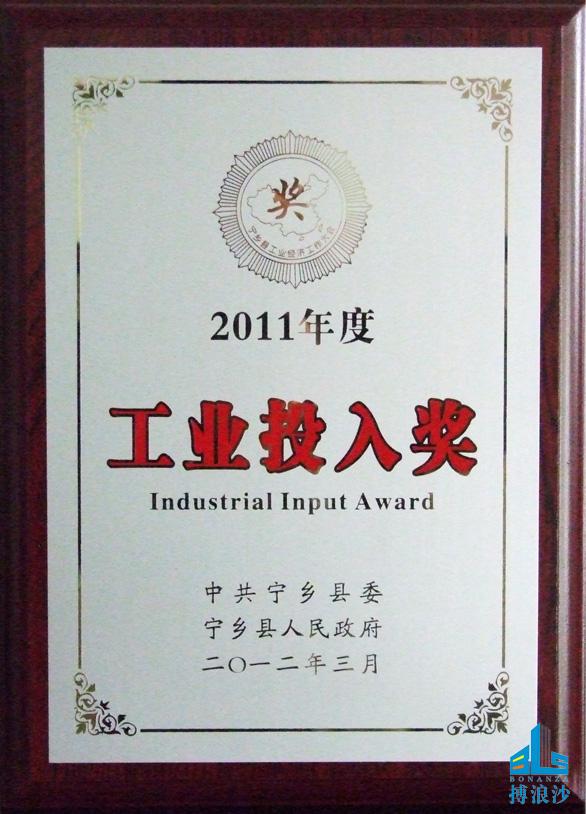 奖
宁乡县工业经济工作大会
2011年度
工业投入奖
Industrial Input Award
中共宁乡县委
宁乡县人民政府
二〇一二年三月
BONANZA
搏浪沙